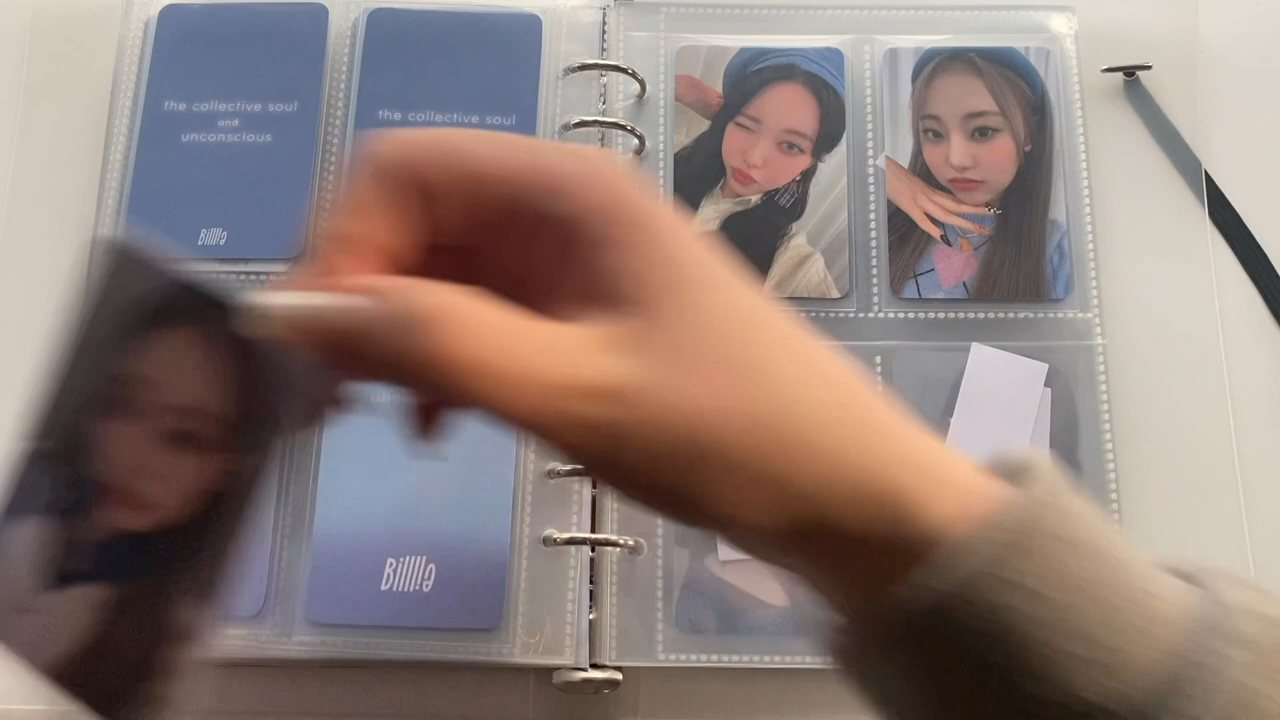 the collective soul
and
unconscious
Billlie
the collective soul
Billlie